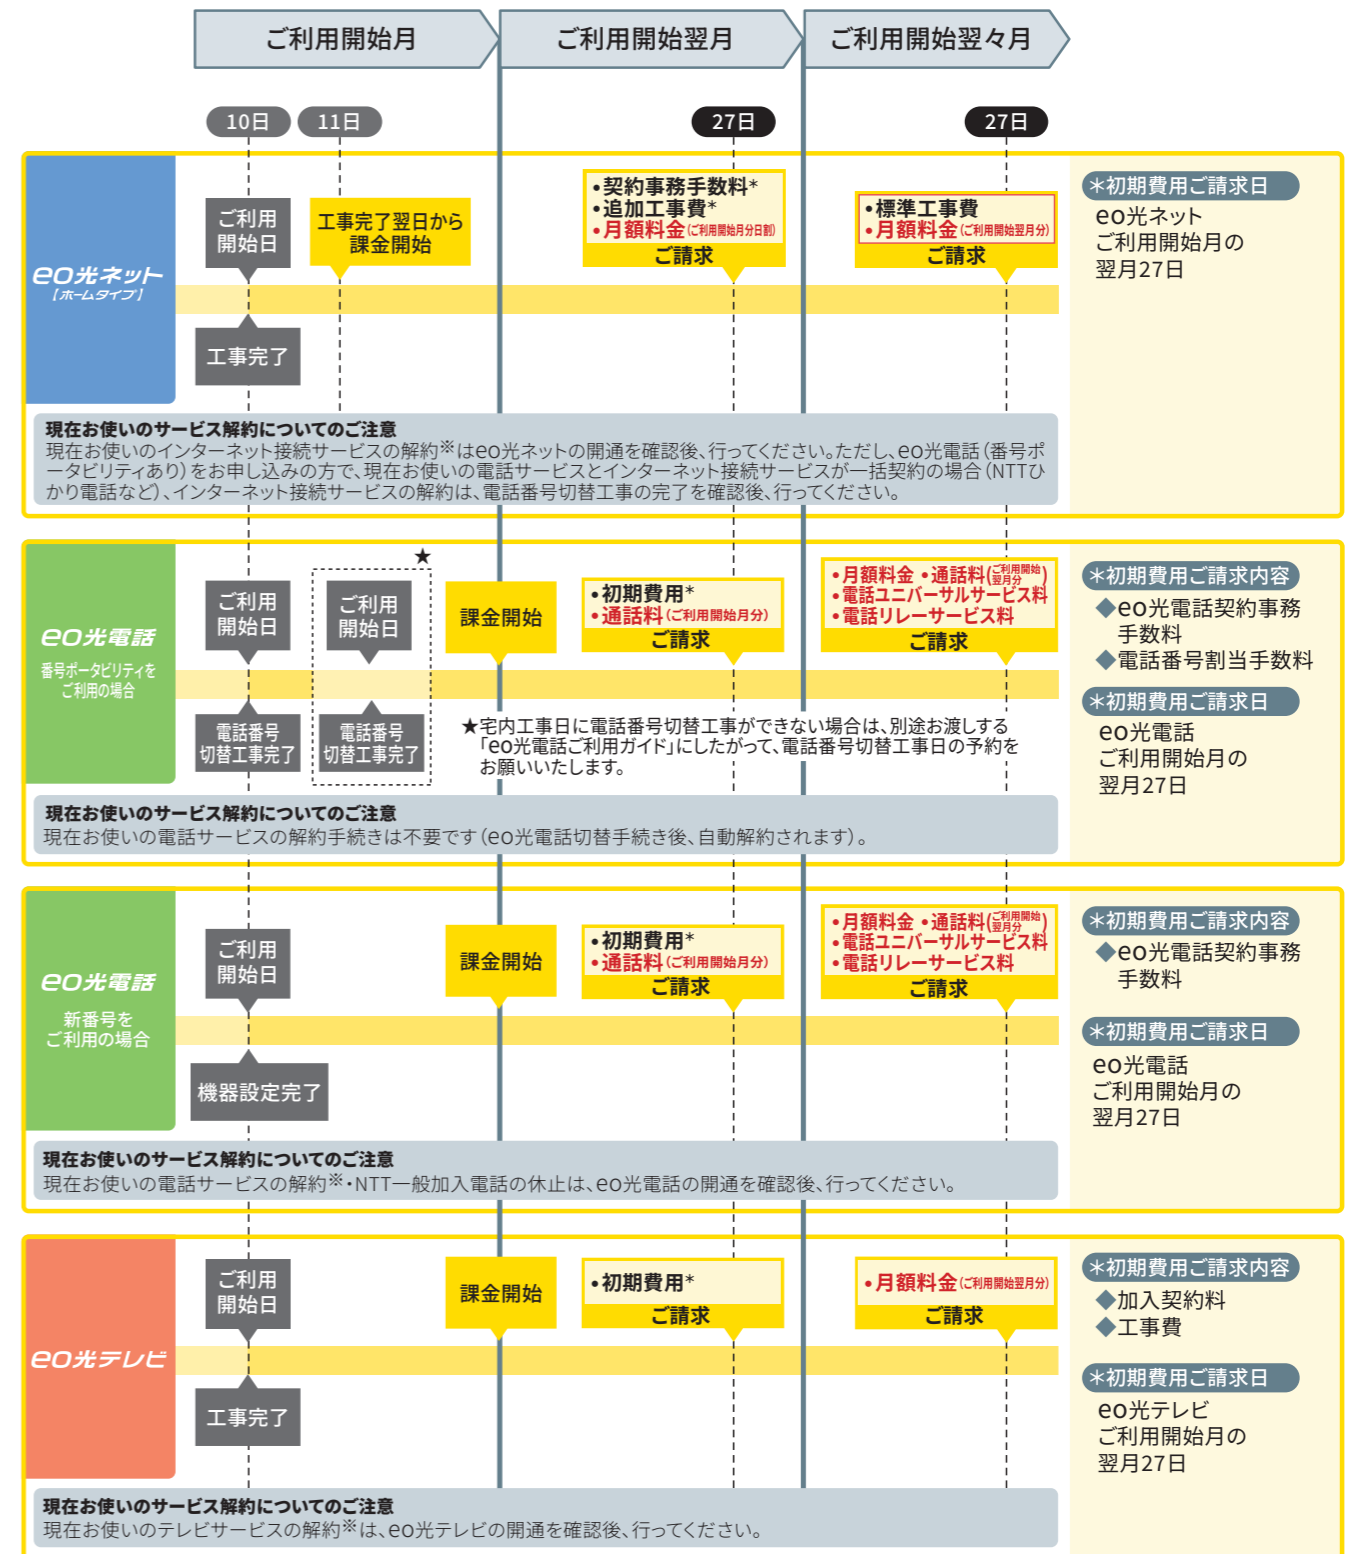 ご利用開始月
ご利用開始翌月
ご利用開始翌々月
10日
11日
27日
27日
eo光ネット
【ホームタイプ】
ご利用
開始日
工事完了翌日から
課金開始
•契約事務手数料*
•追加工事費*
•月額料金(ご利用開始月分日割)
ご請求
•標準工事費
•月額料金(ご利用開始翌月分)
ご請求
工事完了
*初期費用ご請求日
eo光ネット
ご利用開始月の
翌月27日
現在お使いのサービス解約についてのご注意
現在お使いのインターネット接続サービスの解約※はeo光ネットの開通を確認後、行ってください。ただし、eo光電話(番号ポ
ータビリティあり)をお申し込みの方で、現在お使いの電話サービスとインターネット接続サービスが一括契約の場合(NTTひ
かり電話など)、インターネット接続サービスの解約は、電話番号切替工事の完了を確認後、行ってください。
eo光電話
番号ポータビリティを
ご利用の場合
ご利用
開始日
★
ご利用
開始日
課金開始
•初期費用*
•通話料(ご利用開始月分)
ご請求
•月額料金 •通話料(ご利用開始翌月分)
•電話ユニバーサルサービス料
•電話リレーサービス料
ご請求
電話番号
切替工事完了
電話番号
切替工事完了
★宅内工事日に電話番号切替工事ができない場合は、別途お渡しする
「eo光電話ご利用ガイド」にしたがって、電話番号切替工事日の予約を
お願いいたします。
*初期費用ご請求内容
◆eo光電話契約事務
手数料
◆電話番号割当手数料
*初期費用ご請求日
eo光電話
ご利用開始月の
翌月27日
現在お使いのサービス解約についてのご注意
現在お使いの電話サービスの解約手続きは不要です(eo光電話切替手続き後、自動解約されます)。
eo光電話
新番号を
ご利用の場合
ご利用
開始日
課金開始
•初期費用*
•通話料(ご利用開始月分)
ご請求
•月額料金 •通話料(ご利用開始翌月分)
•電話ユニバーサルサービス料
•電話リレーサービス料
ご請求
機器設定完了
*初期費用ご請求内容
◆eo光電話契約事務
手数料
*初期費用ご請求日
eo光電話
ご利用開始月の
翌月27日
現在お使いのサービス解約についてのご注意
現在お使いの電話サービスの解約※・NTT一般加入電話の休止は、eo光電話の開通を確認後、行ってください。
eo光テレビ
ご利用
開始日
課金開始
•初期費用*
ご請求
•月額料金(ご利用開始翌月分)
ご請求
工事完了
*初期費用ご請求内容
◆加入契約料
◆工事費
*初期費用ご請求日
eo光テレビ
ご利用開始月の
翌月27日
現在お使いのサービス解約についてのご注意
現在お使いのテレビサービスの解約※は、eo光テレビの開通を確認後、行ってください。